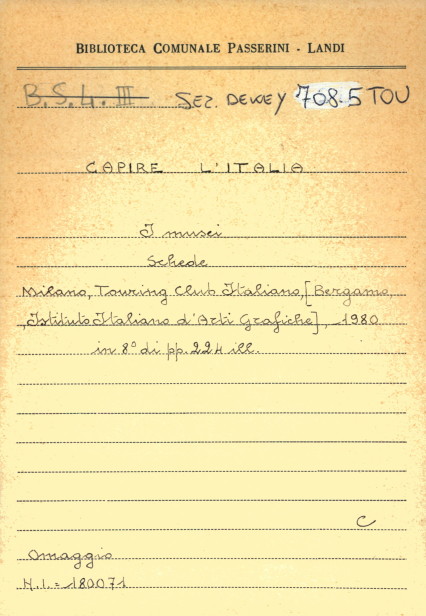 BIBLIOTECA COMUNALE PASSERINI - LANDI
B.S.4.III SEZ. DEWEY 708.5 TOU
CAPIRE L'ITALIA
I musei
Schede
Milano, Touring Club Italiano, [Bergamo,
Istituto Italiano d'Arti Grafiche], 1980
in 8° di pp. 224 ill.
C
Omaggio
N.I.= 180071